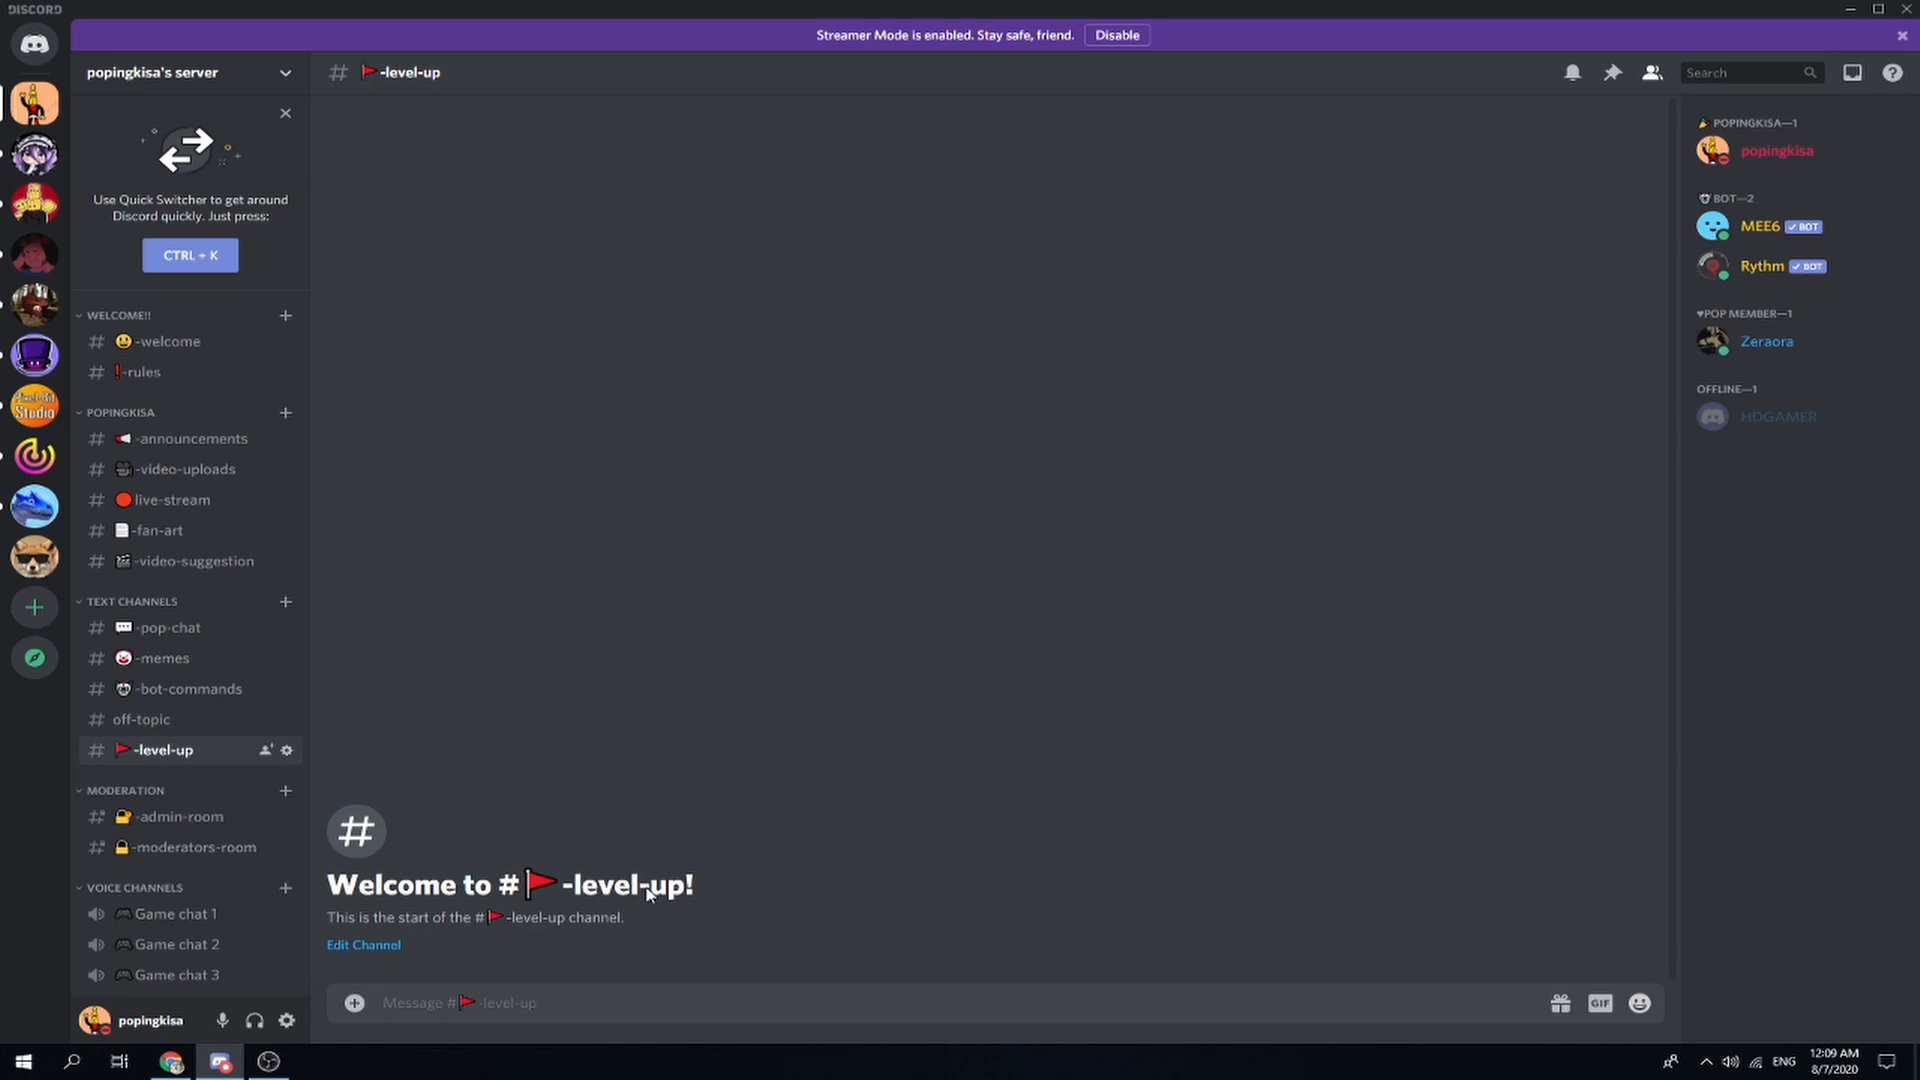 DISCORD
Streamer Mode is enabled. Stay safe, friend.
Disable
popingkisa's server
# 🚩-level-up
Search
Use Quick Switcher to get around
Discord quickly. Just press:
CTRL + K
WELCOME!!
# 😃-welcome
# ❗-rules
POPINGKISA
# 📢-announcements
# 🎥-video-uploads
# 🔴live-stream
# 📄-fan-art
# 🎬-video-suggestion
TEXT CHANNELS
# 💬-pop-chat
# 🤡-memes
# 🤖-bot-commands
# off-topic
# 🚩-level-up
MODERATION
# 🔐-admin-room
# 🔒-moderators-room
VOICE CHANNELS
🎮Game chat 1
🎮Game chat 2
🎮Game chat 3
popingkisa
#
Welcome to #🚩-level-up!
This is the start of the #🚩-level-up channel.
Edit Channel
Message #🚩-level-up
GIF
🎉POPINGKISA—1
popingkisa
🤖BOT—2
MEE6 ✓ BOT
Rythm ✓ BOT
♥POP MEMBER—1
Zeraora
OFFLINE—1
HDGAMER
Pixel-Bit
Studio
ENG
12:09 AM
8/7/2020